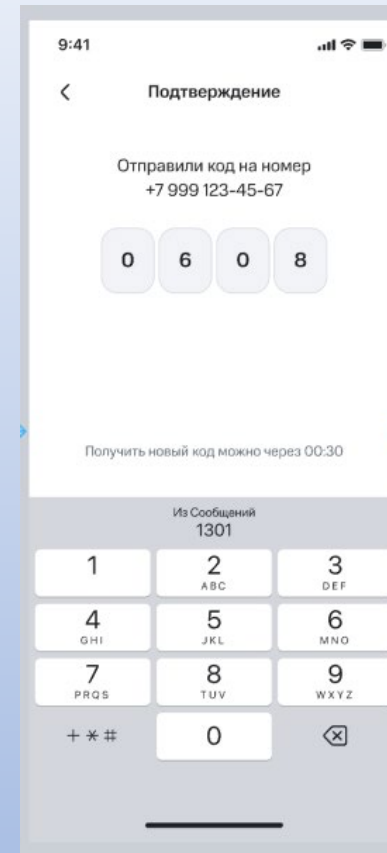 9:41
Подтверждение
Отправили код на номер
+7 999 123-45-67
0 6 0 8
Получить новый код можно через 00:30
Из Сообщений
1301
1 2 3
ABC DEF
4 5 6
GHI JKL MNO
7 8 9
PRQS TUV WXYZ
+ * # 0